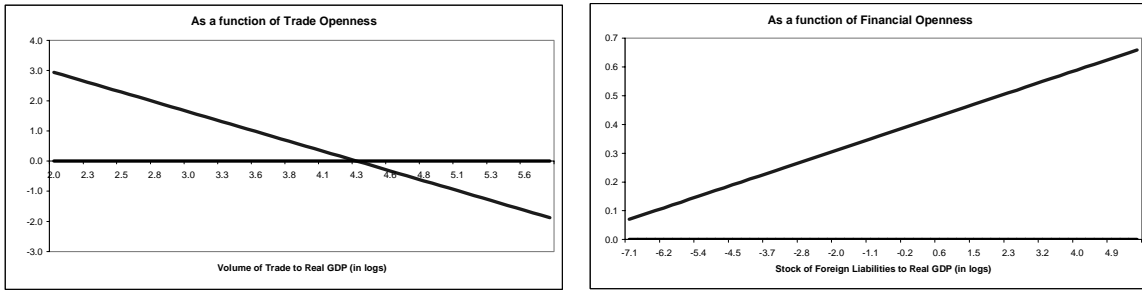 As a function of Trade Openness
4.0
3.0
2.0
1.0
0.0
2.0 2.3 2.5 2.8 3.0 3.3 3.6 3.8 4.1 4.3 4.6 4.8 5.1 5.3 5.6
-1.0
-2.0
-3.0
Volume of Trade to Real GDP (in logs)
As a function of Financial Openness
0.7
0.6
0.5
0.4
0.3
0.2
0.1
0.0
-7.1 -6.2 -5.4 -4.5 -3.7 -2.8 -2.0 -1.1 -0.2 0.6 1.5 2.3 3.2 4.0 4.9
Stock of Foreign Liabilities to Real GDP (in logs)